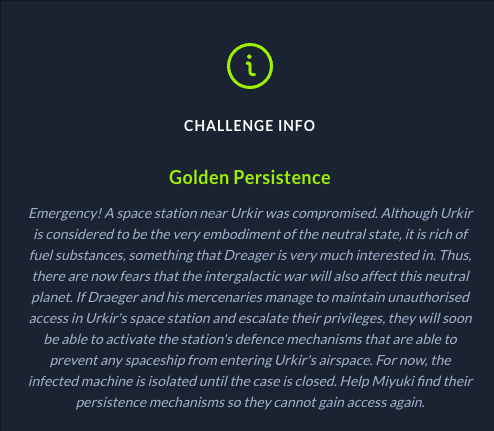 CHALLENGE INFO
Golden Persistence
Emergency! A space station near Urkir was compromised. Although Urkir
is considered to be the very embodiment of the neutral state, it is rich of
fuel substances, something that Dreager is very much interested in. Thus,
there are now fears that the intergalactic war will also affect this neutral
planet. If Draeger and his mercenaries manage to maintain unauthorised
access in Urkir's space station and escalate their privileges, they will soon
be able to activate the station's defence mechanisms that are able to
prevent any spaceship from entering Urkir's airspace. For now, the
infected machine is isolated until the case is closed. Help Miyuki find their
persistence mechanisms so they cannot gain access again.